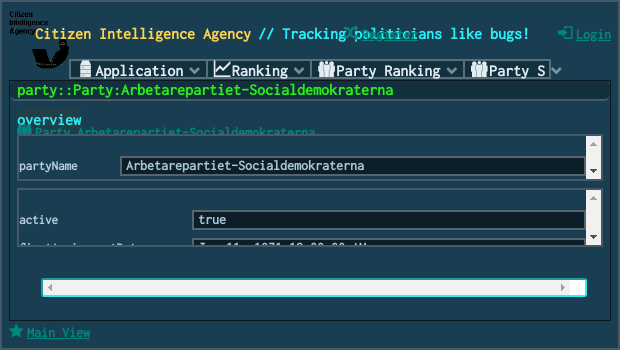 Citizen
Intelligence
Agency
Citizen Intelligence Agency // Tracking politicians like bugs!
Register
Login
Application
Ranking
Party Ranking
Party S
party::Party:Arbetarepartiet-Socialdemokraterna
overview
Party Arbetarepartiet-Socialdemokraterna
partyName
Arbetarepartiet-Socialdemokraterna
active
true
Main View